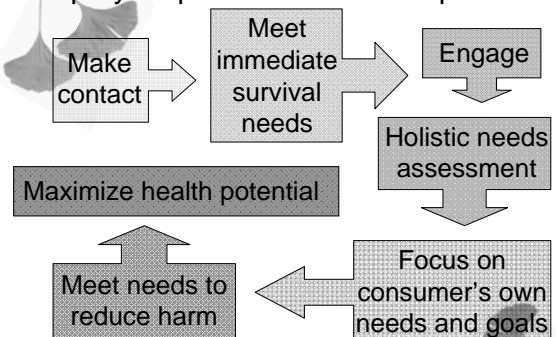 Make
contact
Meet
immediate
survival
needs
Engage
Holistic needs
assessment
Focus on
consumer's own
needs and goals
Meet needs to
reduce harm
Maximize health potential